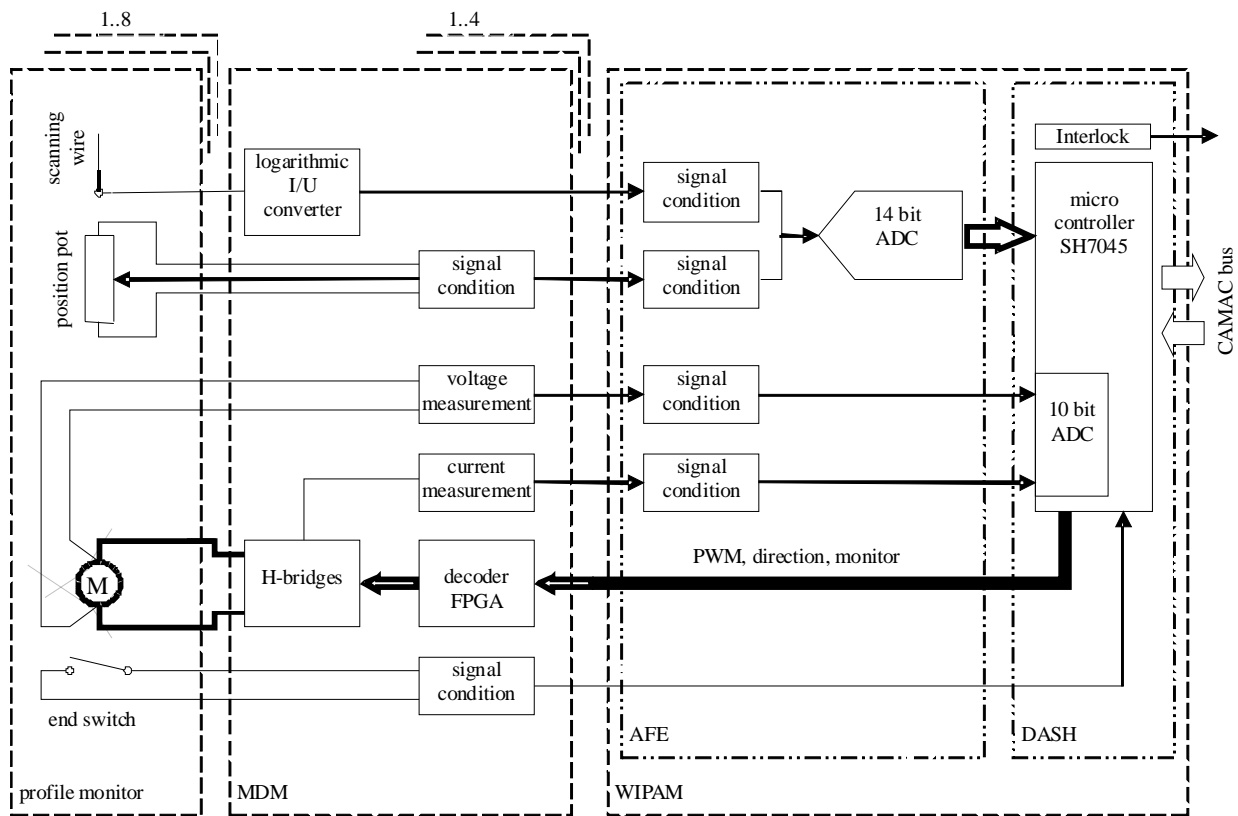 1..8
1..4
scanning
wire
logarithmic
I/U
converter
signal
condition
14 bit
ADC
Interlock
micro
controller
SH7045
position pot
signal
condition
signal
condition
CAMAC bus
voltage
measurement
signal
condition
10 bit
ADC
current
measurement
signal
condition
PWM, direction, monitor
M
H-bridges
decoder
FPGA
signal
condition
end switch
AFE
DASH
profile monitor
MDM
WIPAM